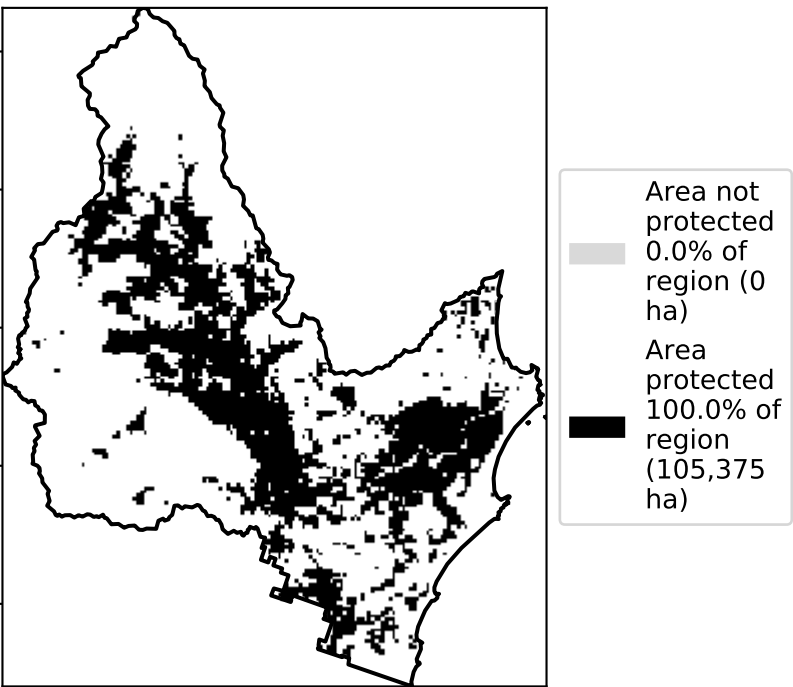 Area not
protected
0.0% of
region (0
ha)
Area
protected
100.0% of
region
(105,375
ha)